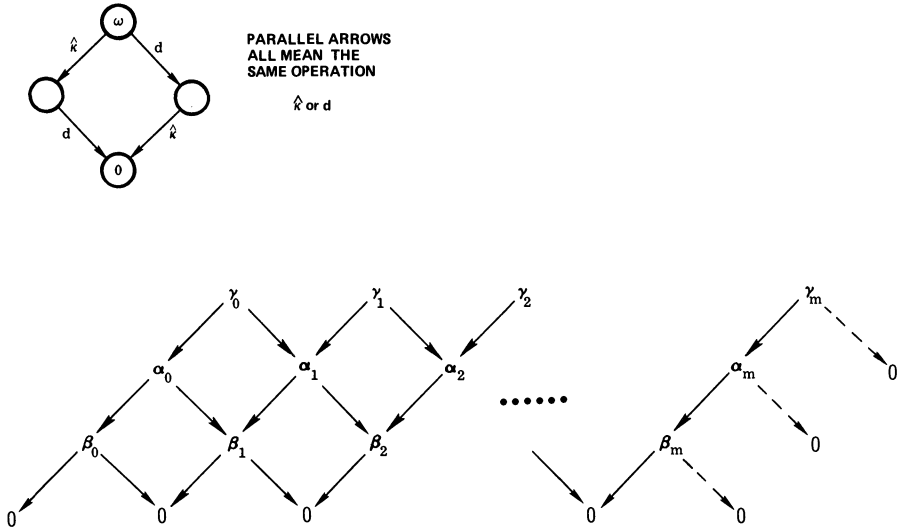 ω
κ̂ d
PARALLEL ARROWS
ALL MEAN THE
SAME OPERATION
κ̂ or d
d κ̂
0
γ0 γ1 γ2 γm
α0 α1 α2 αm 0
β0 β1 β2 βm 0
0 0 0 0 0